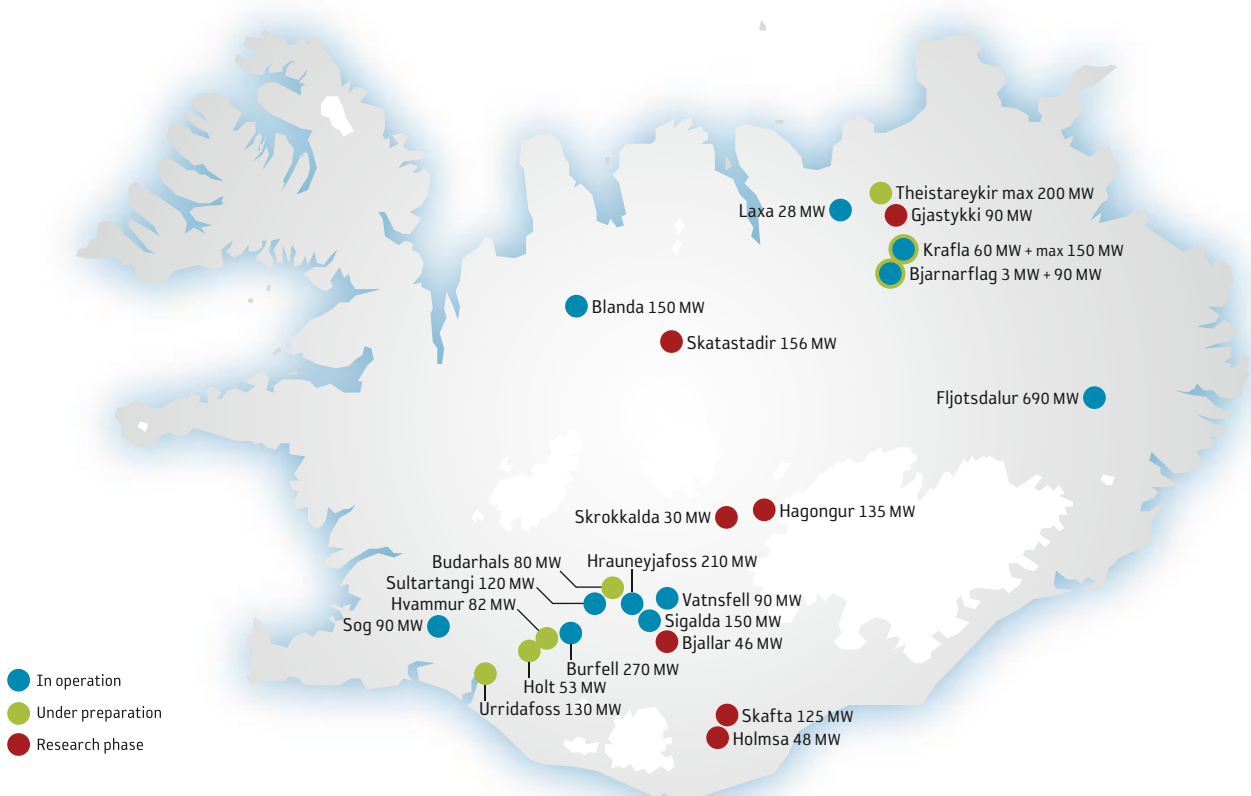 Theistareykir max 200 MW
Laxa 28 MW
Gjastykki 90 MW
Krafla 60 MW + max 150 MW
Bjarnarflag 3 MW + 90 MW
Blanda 150 MW
Skatastadir 156 MW
Fljotsdalur 690 MW
Skrokkalda 30 MW
Hagongur 135 MW
Budarhals 80 MW
Hrauneyjafoss 210 MW
Sultartangi 120 MW
Hvammur 82 MW
Vatnsfell 90 MW
Sog 90 MW
Sigalda 150 MW
Bjallar 46 MW
Burfell 270 MW
Holt 53 MW
Urridafoss 130 MW
Skafta 125 MW
Holmsa 48 MW
In operation
Under preparation
Research phase